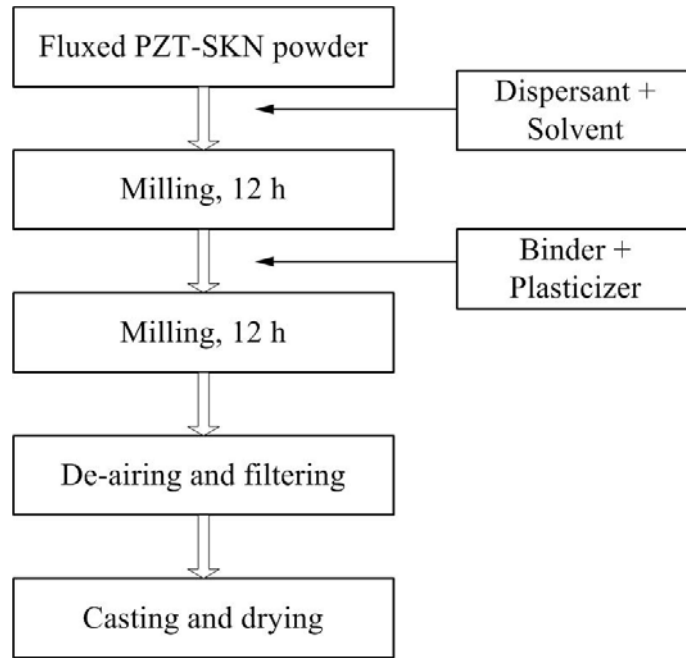 Fluxed PZT-SKN powder
Dispersant +
Solvent
Milling, 12 h
Binder +
Plasticizer
Milling, 12 h
De-airing and filtering
Casting and drying